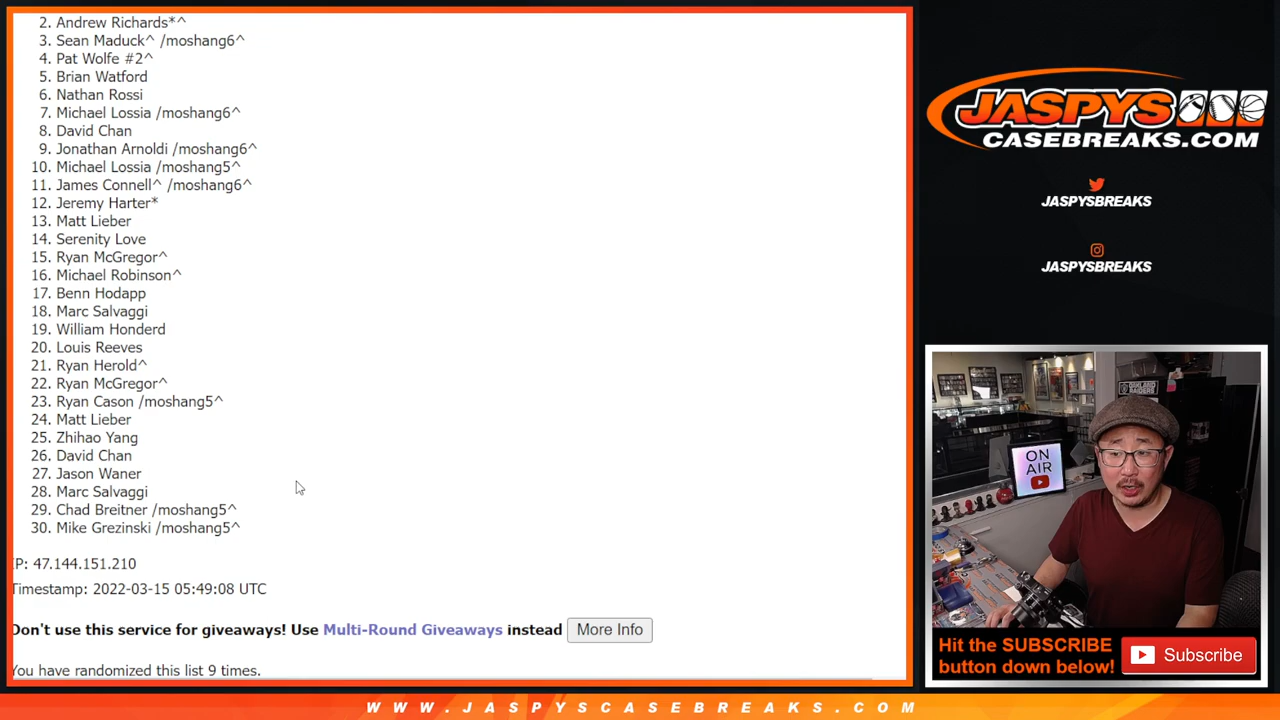 2. Andrew Richards*^
3. Sean Maduck^ /moshang6^
4. Pat Wolfe #2^
5. Brian Watford
6. Nathan Rossi
7. Michael Lossia /moshang6^
8. David Chan
9. Jonathan Arnoldi /moshang6^
10. Michael Lossia /moshang5^
11. James Connell^ /moshang6^
12. Jeremy Harter*
13. Matt Lieber
14. Serenity Love
15. Ryan McGregor^
16. Michael Robinson^
17. Benn Hodapp
18. Marc Salvaggi
19. William Honderd
20. Louis Reeves
21. Ryan Herold^
22. Ryan McGregor^
23. Ryan Cason /moshang5^
24. Matt Lieber
25. Zhihao Yang
26. David Chan
27. Jason Waner
28. Marc Salvaggi
29. Chad Breitner /moshang5^
30. Mike Grezinski /moshang5^
IP: 47.144.151.210
Timestamp: 2022-03-15 05:49:08 UTC
Don't use this service for giveaways! Use Multi-Round Giveaways instead More Info
You have randomized this list 9 times.
JASPYS
CASEBREAKS.COM
JASPYSBREAKS
JASPYSBREAKS
OAKLAND
RAIDERS
ON
AIR
Hit the SUBSCRIBE
button down below!
Subscribe
WWW.JASPYSCASEBREAKS.COM